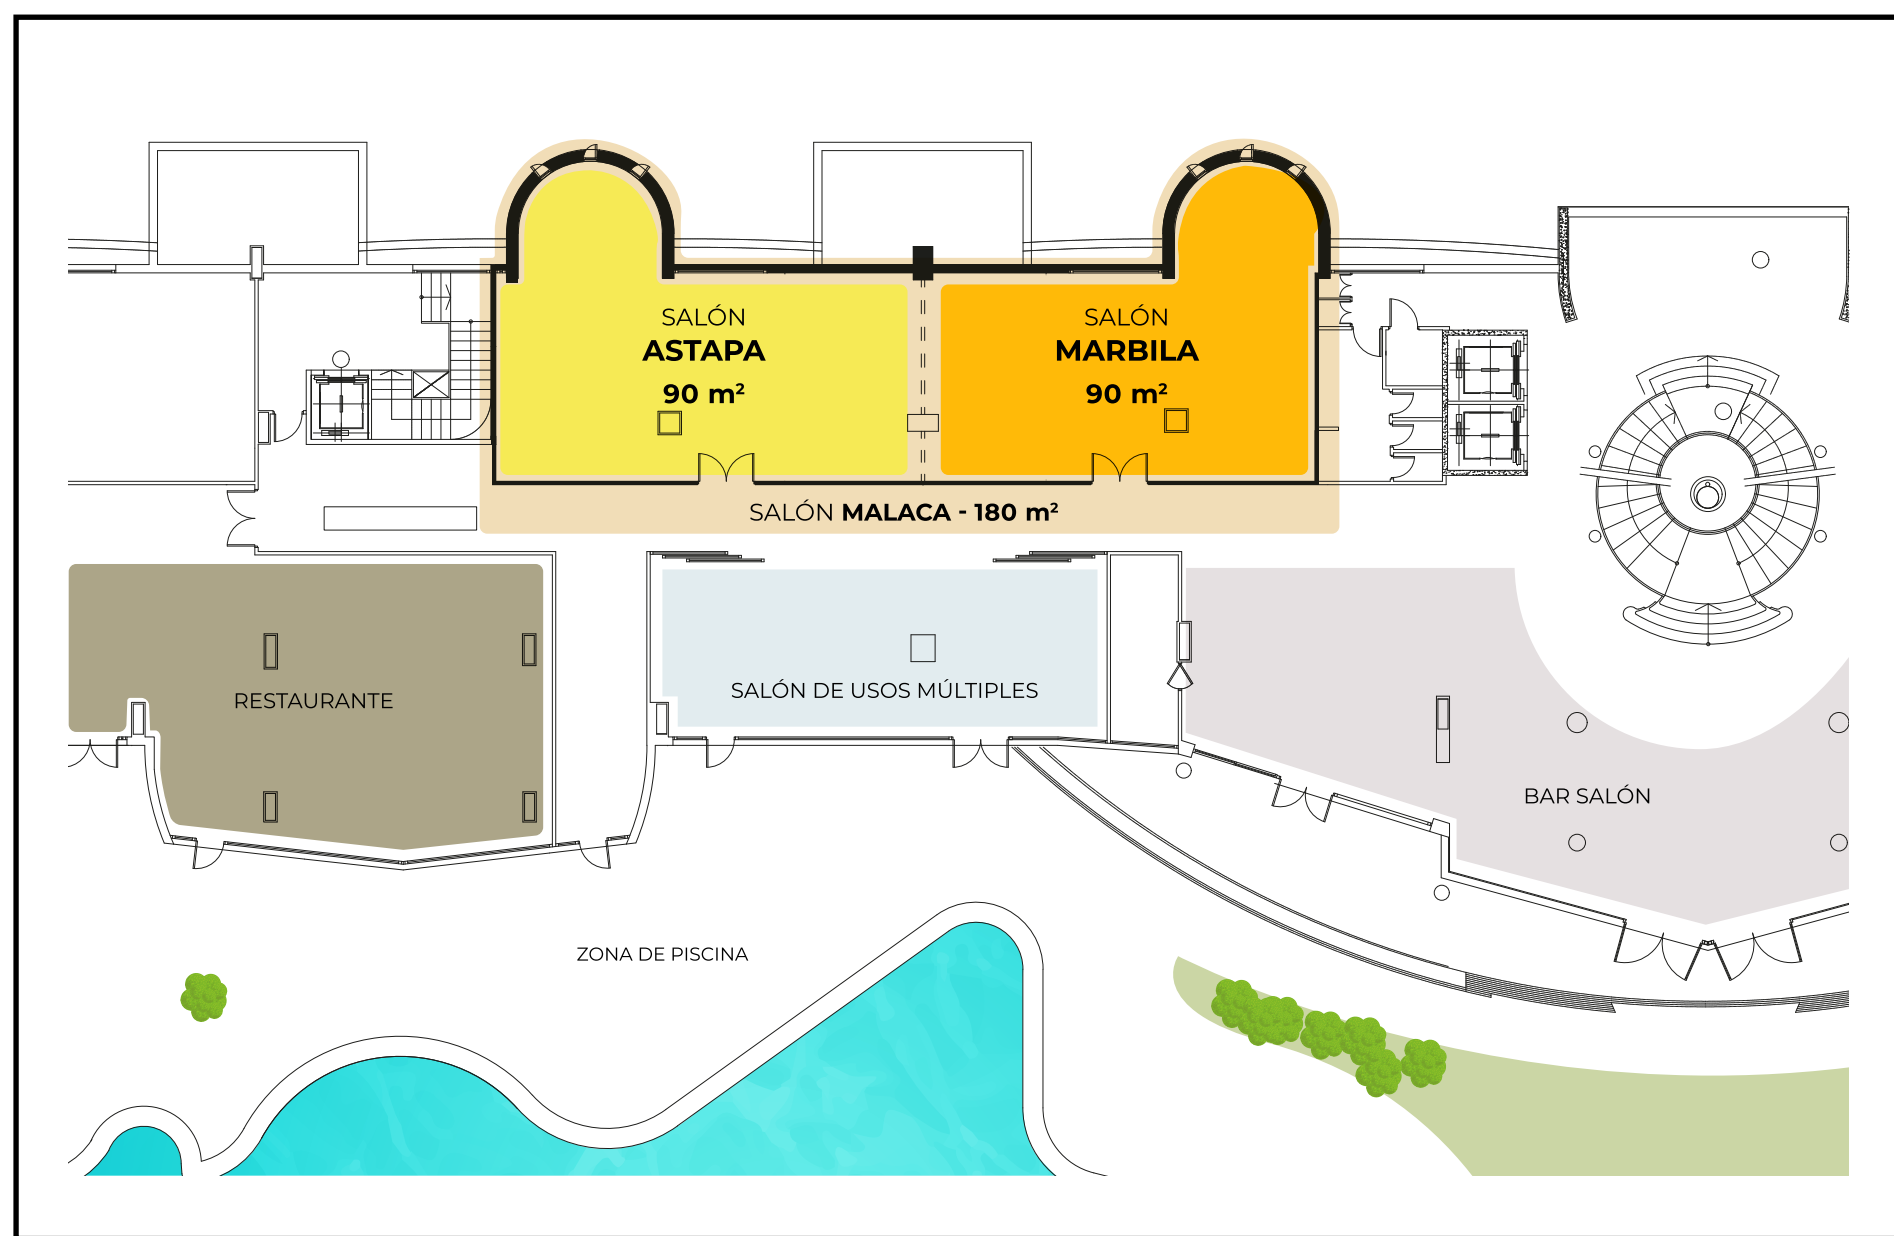 SALÓN
ASTAPA
90 m²
SALÓN
MARBILA
90 m²
SALÓN MALACA - 180 m²
RESTAURANTE
SALÓN DE USOS MÚLTIPLES
BAR SALÓN
ZONA DE PISCINA